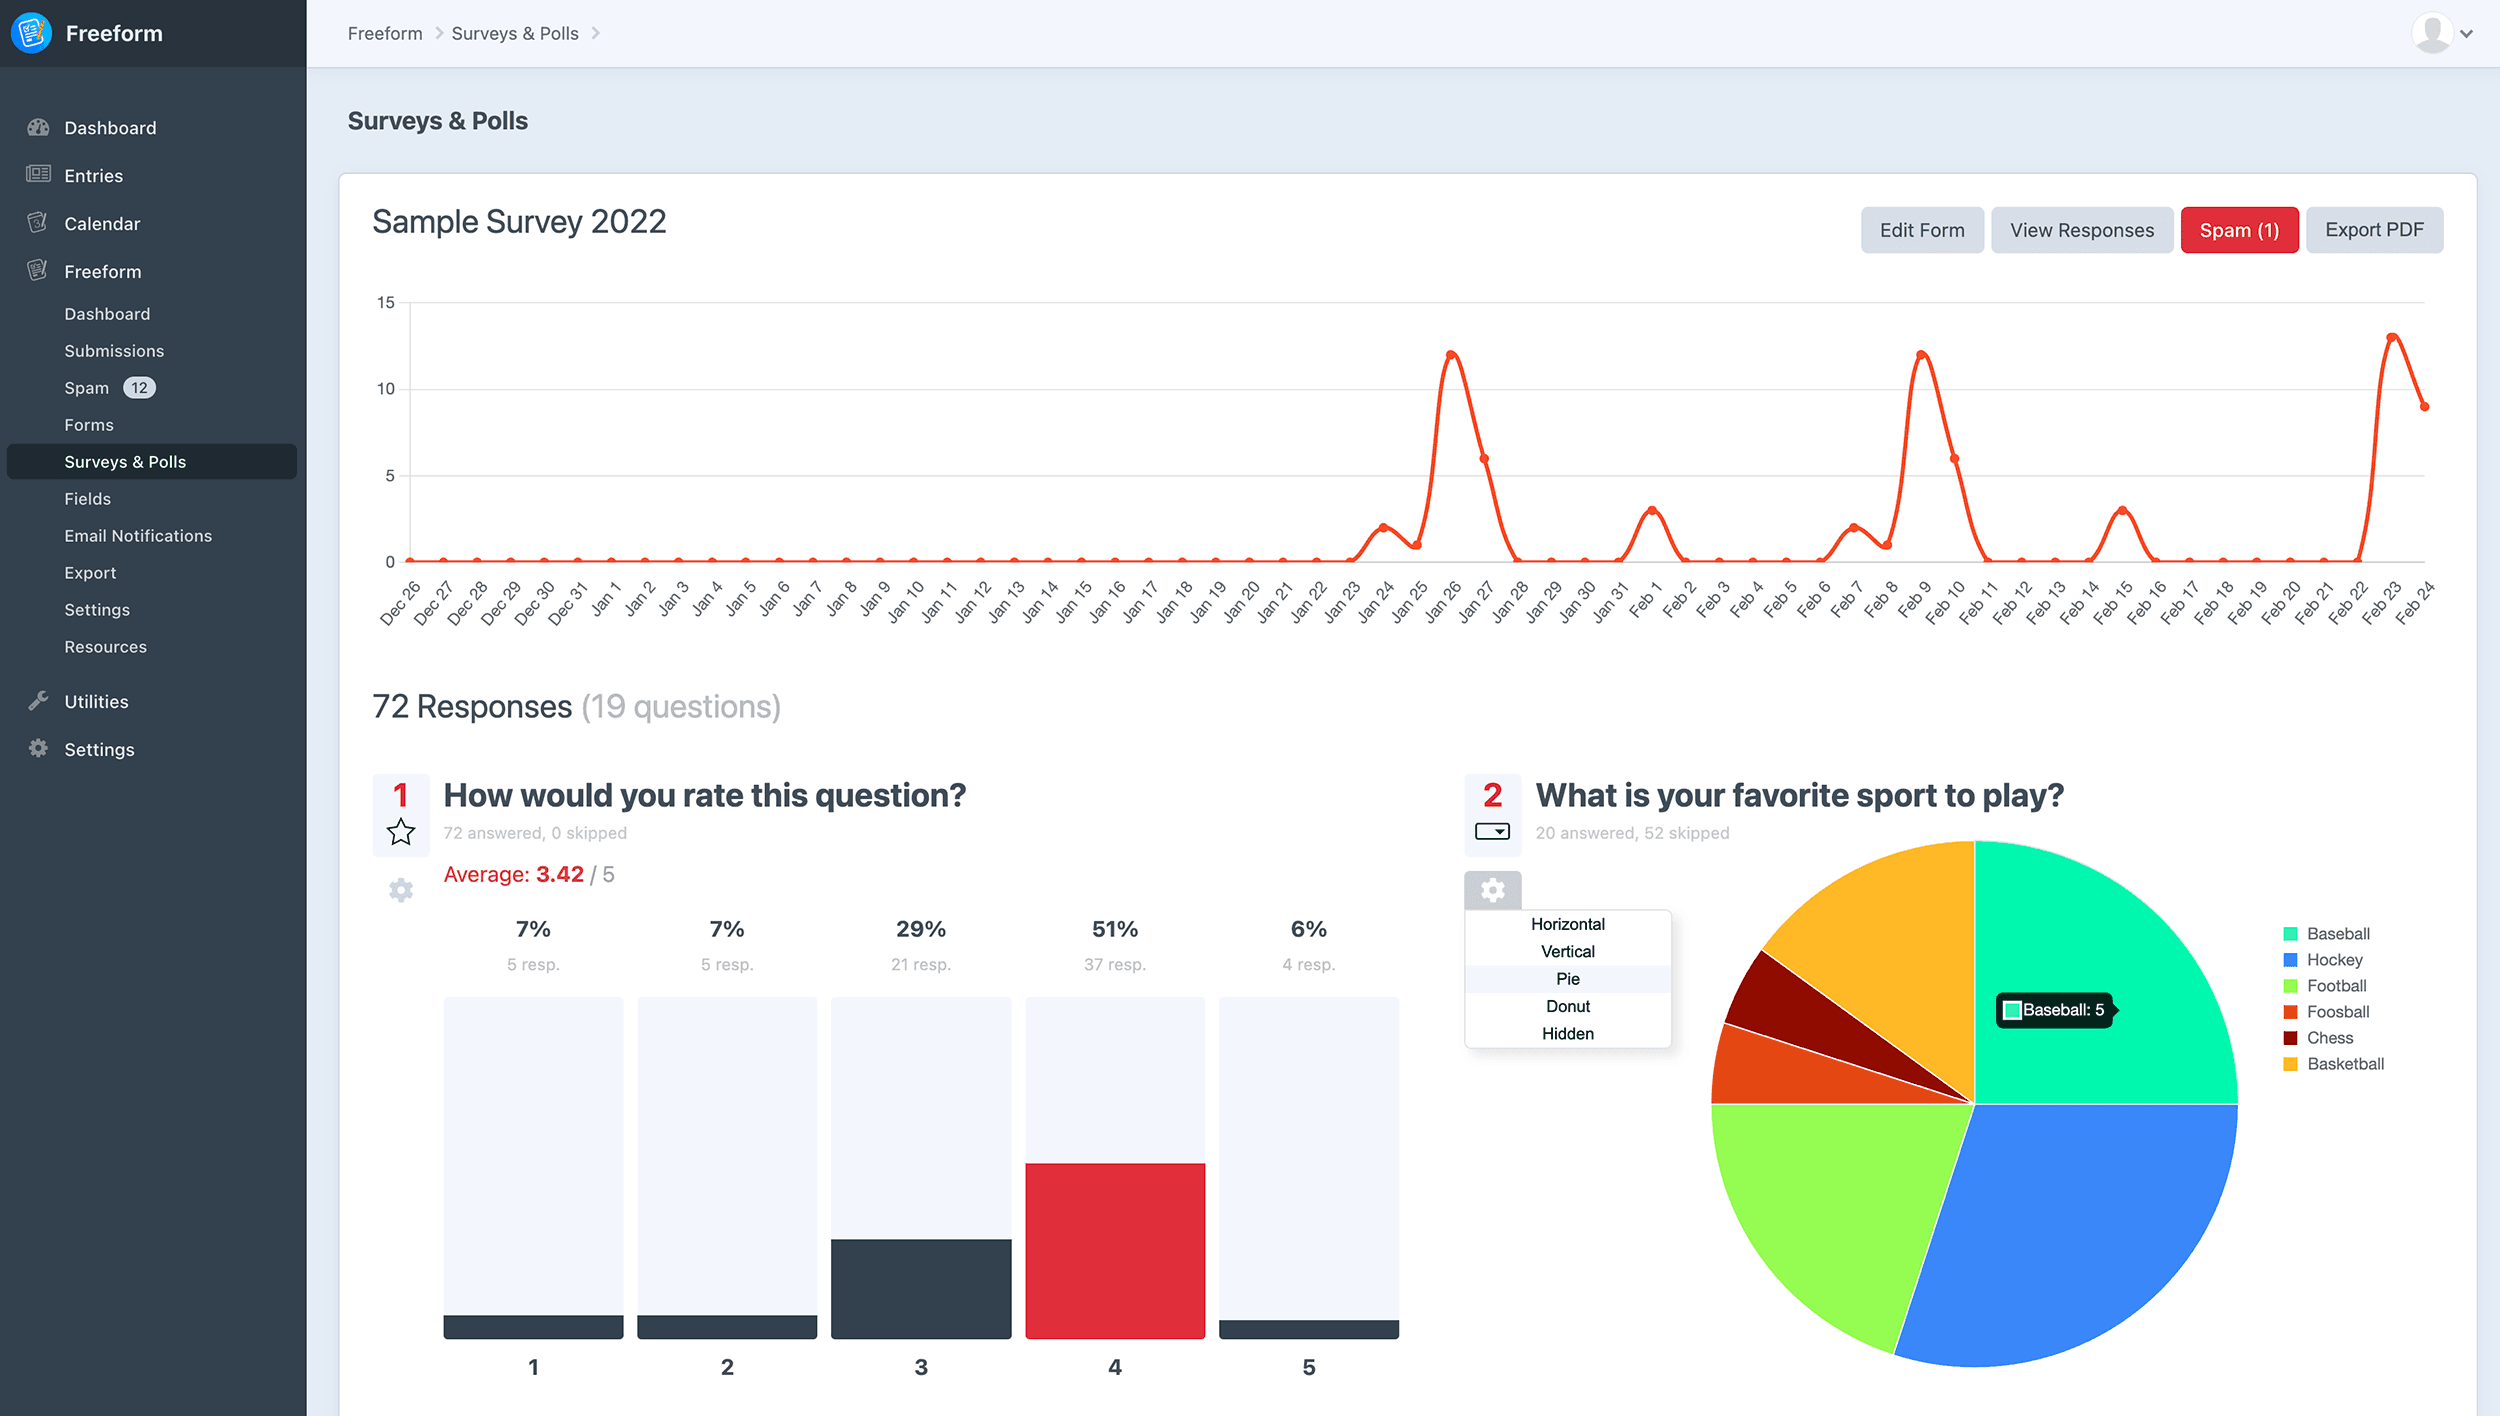 Freeform
Freeform Surveys & Polls
Dashboard
Entries
Calendar
Freeform
Dashboard
Submissions
Spam 12
Forms
Surveys & Polls
Fields
Email Notifications
Export
Settings
Resources
Utilities
Settings
Surveys & Polls
Sample Survey 2022
Edit Form View Responses Spam (1) Export PDF
15
10
5
0
Dec 26 Dec 27 Dec 28 Dec 29 Dec 30 Dec 31 Jan 1 Jan 2 Jan 3 Jan 4 Jan 5 Jan 6 Jan 7 Jan 8 Jan 9 Jan 10 Jan 11 Jan 12 Jan 13 Jan 14 Jan 15 Jan 16 Jan 17 Jan 18 Jan 19 Jan 20 Jan 21 Jan 22 Jan 23 Jan 24 Jan 25 Jan 26 Jan 27 Jan 28 Jan 29 Jan 30 Jan 31 Feb 1 Feb 2 Feb 3 Feb 4 Feb 5 Feb 6 Feb 7 Feb 8 Feb 9 Feb 10 Feb 11 Feb 12 Feb 13 Feb 14 Feb 15 Feb 16 Feb 17 Feb 18 Feb 19 Feb 20 Feb 21 Feb 22 Feb 23 Feb 24
72 Responses (19 questions)
1 How would you rate this question?
72 answered, 0 skipped
Average: 3.42 / 5
7% 7% 29% 51% 6%
5 resp. 5 resp. 21 resp. 37 resp. 4 resp.
1 2 3 4 5
2 What is your favorite sport to play?
20 answered, 52 skipped
Horizontal
Vertical
Pie
Donut
Hidden
Baseball: 5
Baseball
Hockey
Football
Foosball
Chess
Basketball